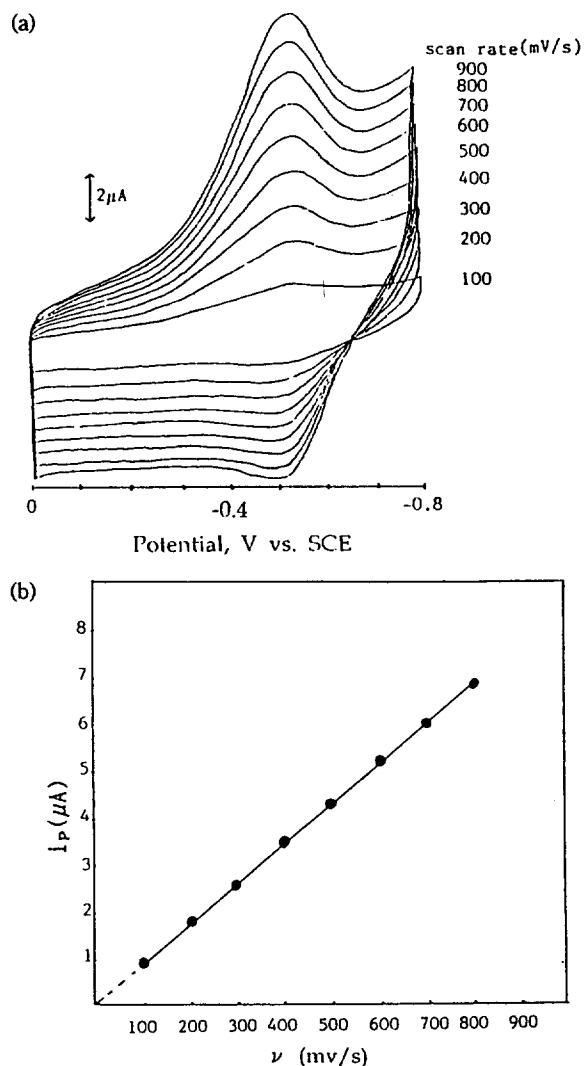 (a)
scan rate(mV/s)
900
800
700
600
500
400
300
200
100
2μA
0
-0.4
-0.8
Potential, V vs. SCE
(b)
8
7
6
5
4
3
2
1
Ip(μA)
100 200 300 400 500 600 700 800 900
ν (mv/s)